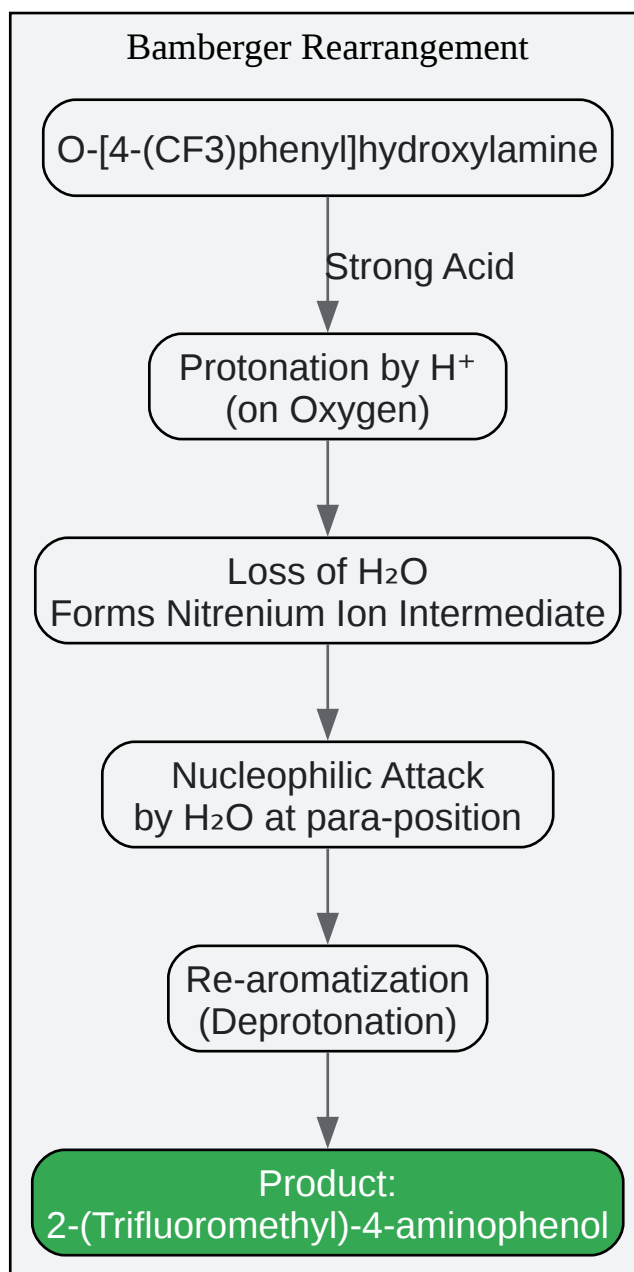 Bamberger Rearrangement
O-[4-(CF3)phenyl]hydroxylamine
Strong Acid
Protonation by H⁺
(on Oxygen)
Loss of H₂O
Forms Nitrenium Ion Intermediate
Nucleophilic Attack
by H₂O at para-position
Re-aromatization
(Deprotonation)
Product:
2-(Trifluoromethyl)-4-aminophenol